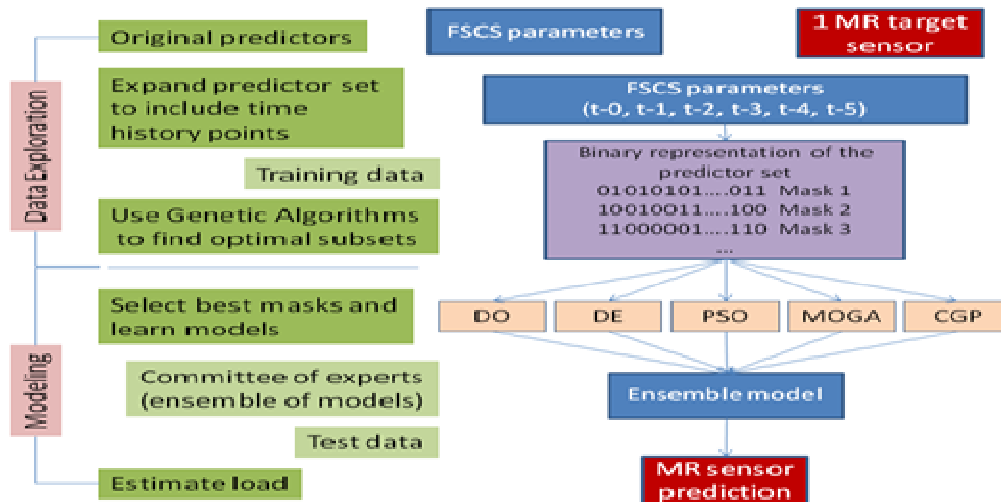 Original predictors
FSCS parameters
1 MR target
sensor
Data Exploration
Expand predictor set
to include time
history points
FSCS parameters
(t-0, t-1, t-2, t-3, t-4, t-5)
Training data
Binary representation of the
predictor set
01010101....011 Mask 1
10010011....100 Mask 2
11000001....110 Mask 3
...
Use Genetic Algorithms
to find optimal subsets
Modeling
Select best masks and
learn models
DO
DE
PSO
MOGA
CGP
Committee of experts
(ensemble of models)
Ensemble model
Test data
Estimate load
MR sensor
prediction